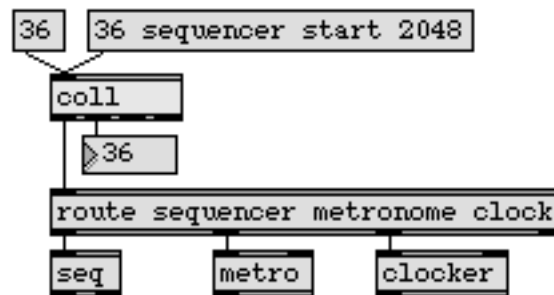 36 36 sequencer start 2048
coll
36
route sequencer metronome clock
seq metro clocker